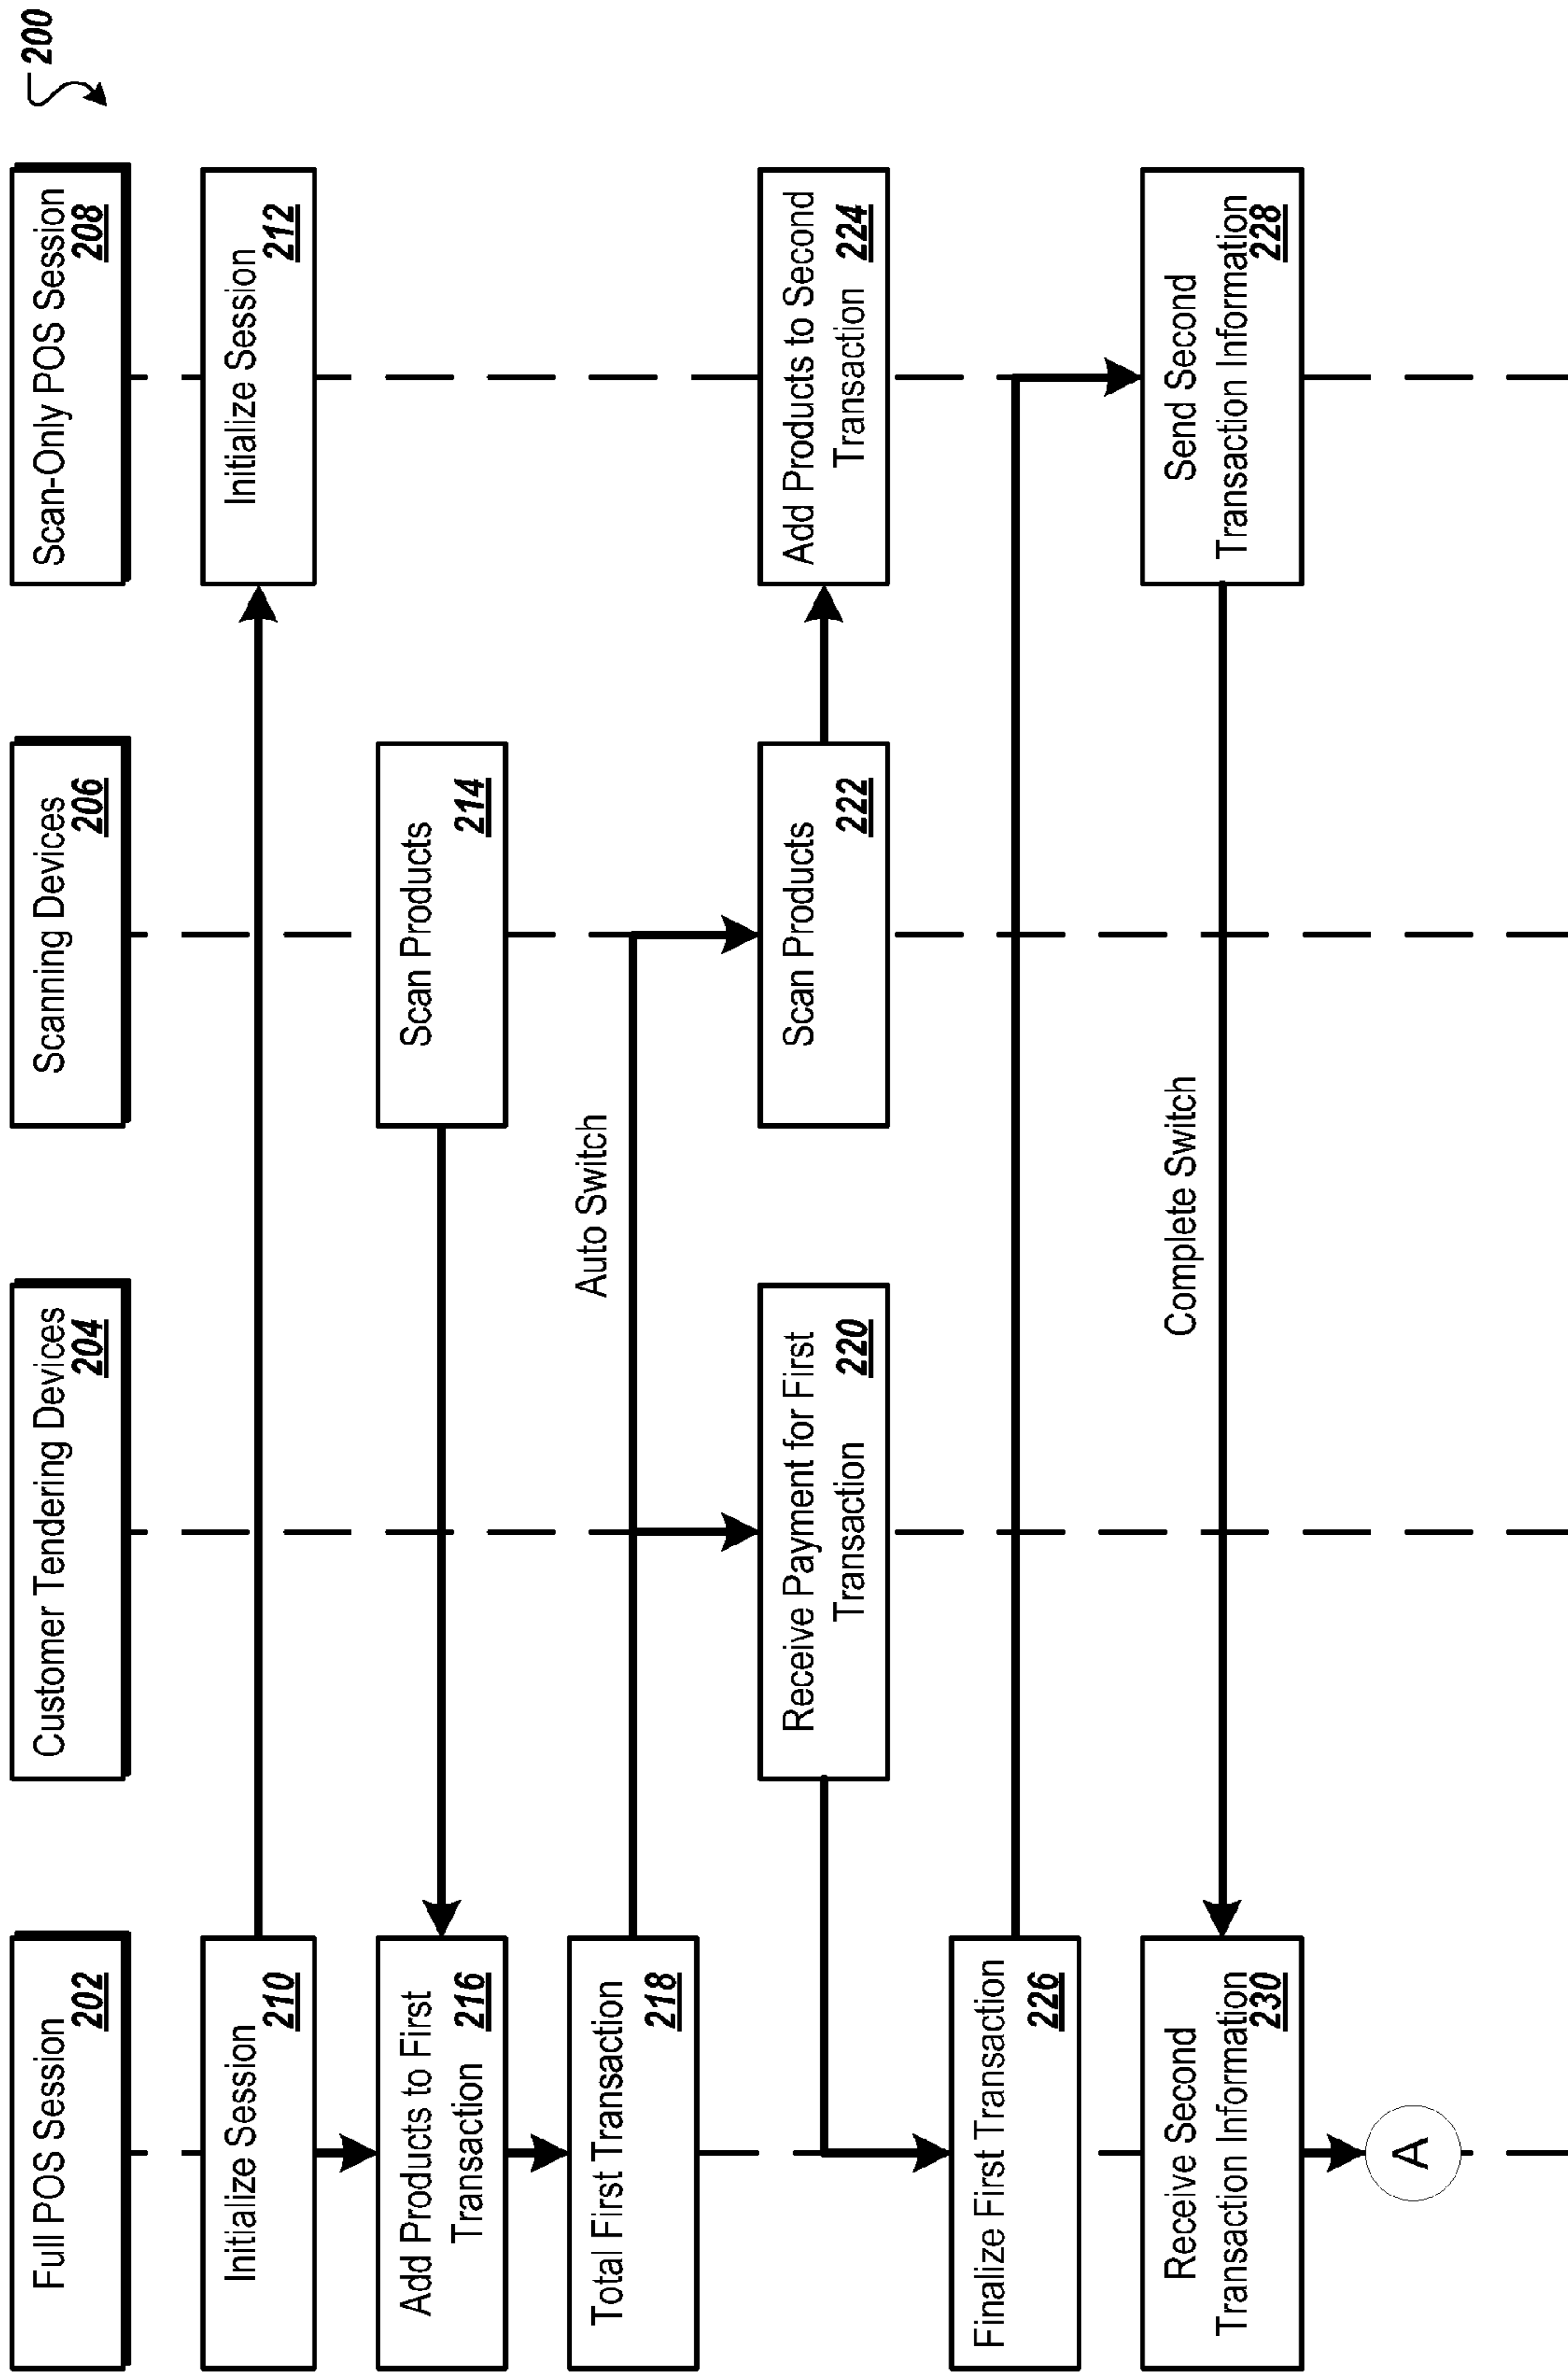 200
Full POS Session
202
Customer Tendering Devices
204
Scanning Devices
206
Scan-Only POS Session
208
Initialize Session
210
Initialize Session
212
Add Products to First
Transaction 216
Scan Products
214
Total First Transaction
218
Auto Switch
Receive Payment for First
Transaction 220
Scan Products
222
Add Products to Second
Transaction 224
Finalize First Transaction
226
Receive Second
Transaction Information
230
Complete Switch
Send Second
Transaction Information
228
A